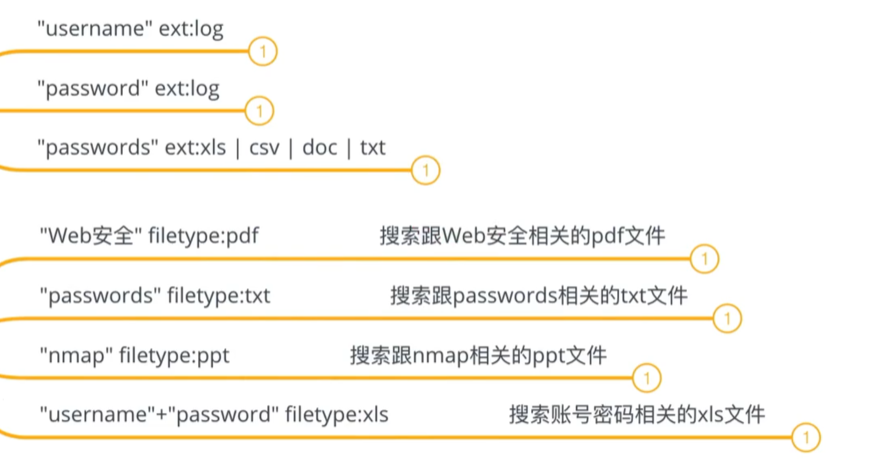 "username" ext:log
1
"password" ext:log
1
"passwords" ext:xls | csv | doc | txt
1
"Web安全" filetype:pdf 搜索跟Web安全相关的pdf文件
1
"passwords" filetype:txt 搜索跟passwords相关的txt文件
1
"nmap" filetype:ppt 搜索跟nmap相关的ppt文件
1
"username"+"password" filetype:xls 搜索账号密码相关的xls文件
1